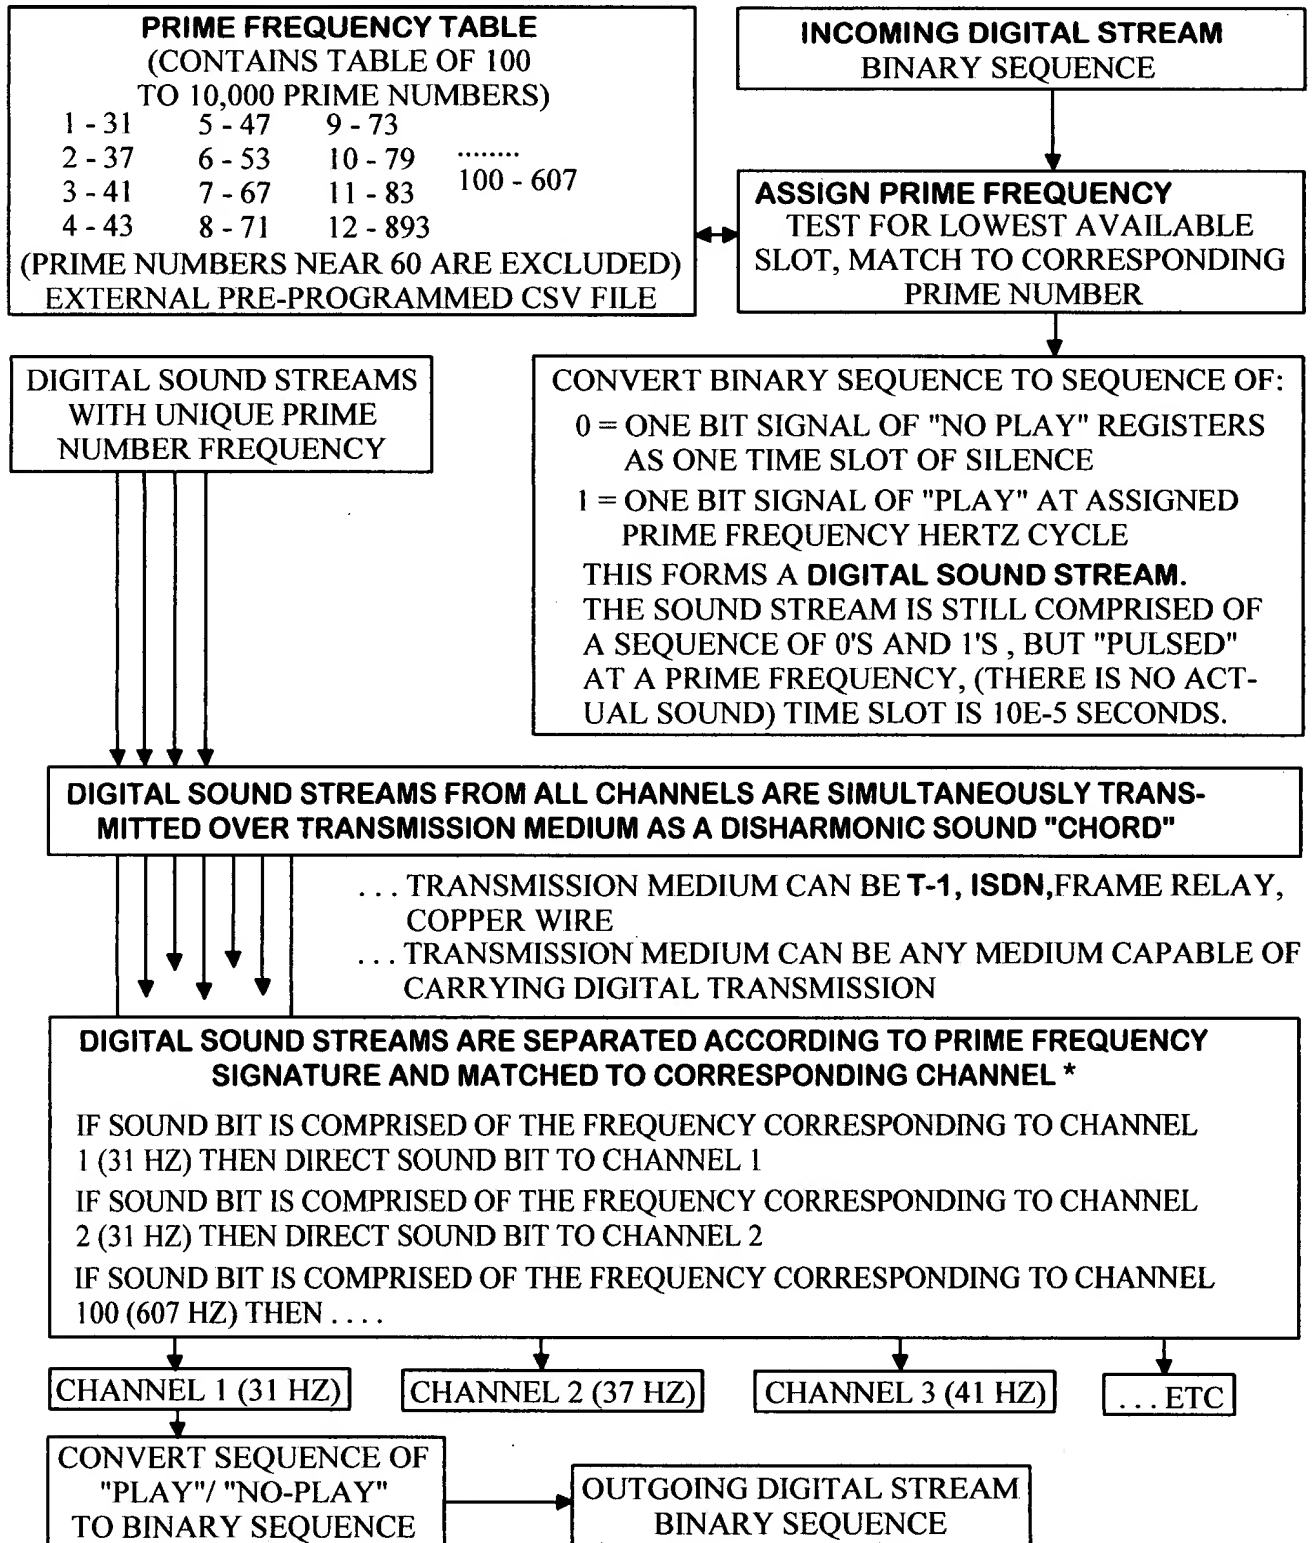 PRIME FREQUENCY TABLE
(CONTAINS TABLE OF 100
TO 10,000 PRIME NUMBERS)
1 - 31 5 - 47 9 - 73
2 - 37 6 - 53 10 - 79 ........
3 - 41 7 - 67 11 - 83 100 - 607
4 - 43 8 - 71 12 - 893
(PRIME NUMBERS NEAR 60 ARE EXCLUDED)
EXTERNAL PRE-PROGRAMMED CSV FILE
INCOMING DIGITAL STREAM
BINARY SEQUENCE
ASSIGN PRIME FREQUENCY
TEST FOR LOWEST AVAILABLE
SLOT, MATCH TO CORRESPONDING
PRIME NUMBER
CONVERT BINARY SEQUENCE TO SEQUENCE OF:
0 = ONE BIT SIGNAL OF "NO PLAY" REGISTERS
AS ONE TIME SLOT OF SILENCE
1 = ONE BIT SIGNAL OF "PLAY" AT ASSIGNED
PRIME FREQUENCY HERTZ CYCLE
THIS FORMS A DIGITAL SOUND STREAM.
THE SOUND STREAM IS STILL COMPRISED OF
A SEQUENCE OF 0'S AND 1'S , BUT "PULSED"
AT A PRIME FREQUENCY, (THERE IS NO ACT-
UAL SOUND) TIME SLOT IS 10E-5 SECONDS.
DIGITAL SOUND STREAMS
WITH UNIQUE PRIME
NUMBER FREQUENCY
DIGITAL SOUND STREAMS FROM ALL CHANNELS ARE SIMULTANEOUSLY TRANS-
MITTED OVER TRANSMISSION MEDIUM AS A DISHARMONIC SOUND "CHORD"
. . . TRANSMISSION MEDIUM CAN BE T-1, ISDN,FRAME RELAY,
COPPER WIRE
. . . TRANSMISSION MEDIUM CAN BE ANY MEDIUM CAPABLE OF
CARRYING DIGITAL TRANSMISSION
DIGITAL SOUND STREAMS ARE SEPARATED ACCORDING TO PRIME FREQUENCY
SIGNATURE AND MATCHED TO CORRESPONDING CHANNEL *
IF SOUND BIT IS COMPRISED OF THE FREQUENCY CORRESPONDING TO CHANNEL
1 (31 HZ) THEN DIRECT SOUND BIT TO CHANNEL 1
IF SOUND BIT IS COMPRISED OF THE FREQUENCY CORRESPONDING TO CHANNEL
2 (31 HZ) THEN DIRECT SOUND BIT TO CHANNEL 2
IF SOUND BIT IS COMPRISED OF THE FREQUENCY CORRESPONDING TO CHANNEL
100 (607 HZ) THEN . . . .
CHANNEL 1 (31 HZ)
CHANNEL 2 (37 HZ)
CHANNEL 3 (41 HZ)
. . . ETC
CONVERT SEQUENCE OF
"PLAY"/ "NO-PLAY"
TO BINARY SEQUENCE
OUTGOING DIGITAL STREAM
BINARY SEQUENCE